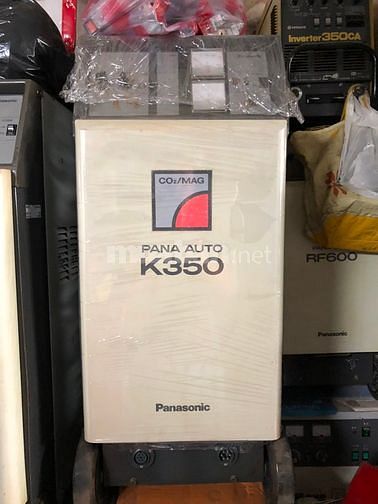 Inverter350CA
CO₂/MAG
PANA AUTO
K350
RF600
Panasonic
Panasonic